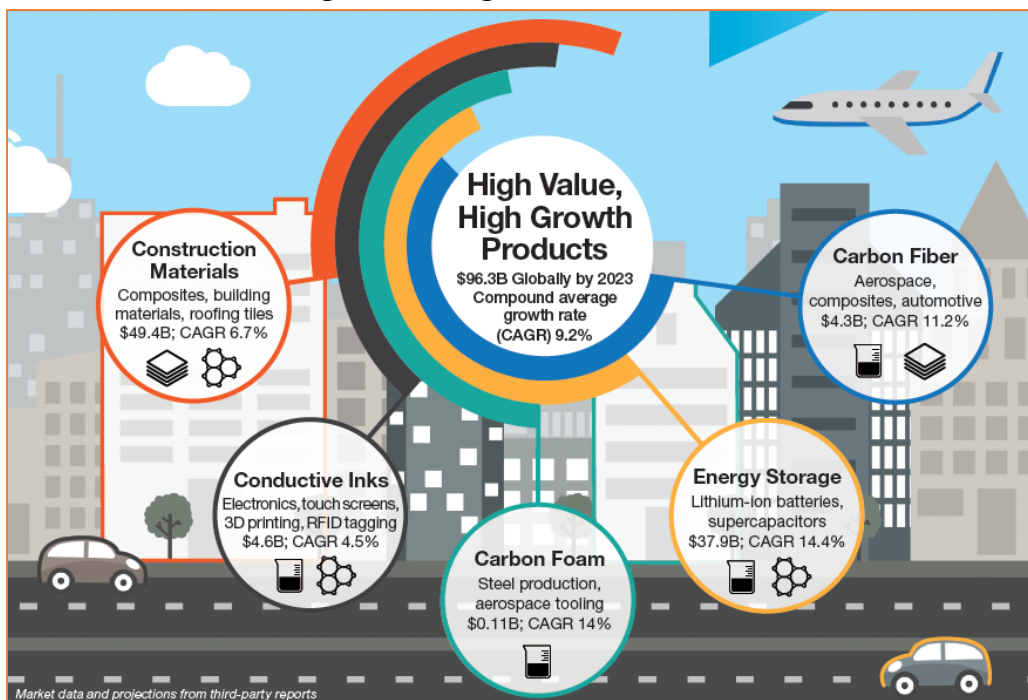 High Value,
High Growth
Products
$96.3B Globally by 2023
Compound average
growth rate
(CAGR) 9.2%
Construction
Materials
Composites, building
materials, roofing tiles
$49.4B; CAGR 6.7%
Conductive Inks
Electronics, touch screens,
3D printing, RFID tagging
$4.6B; CAGR 4.5%
Carbon Foam
Steel production,
aerospace tooling
$0.11B; CAGR 14%
Energy Storage
Lithium-ion batteries,
supercapacitors
$37.9B; CAGR 14.4%
Carbon Fiber
Aerospace,
composites, automotive
$4.3B; CAGR 11.2%
Market data and projections from third-party reports